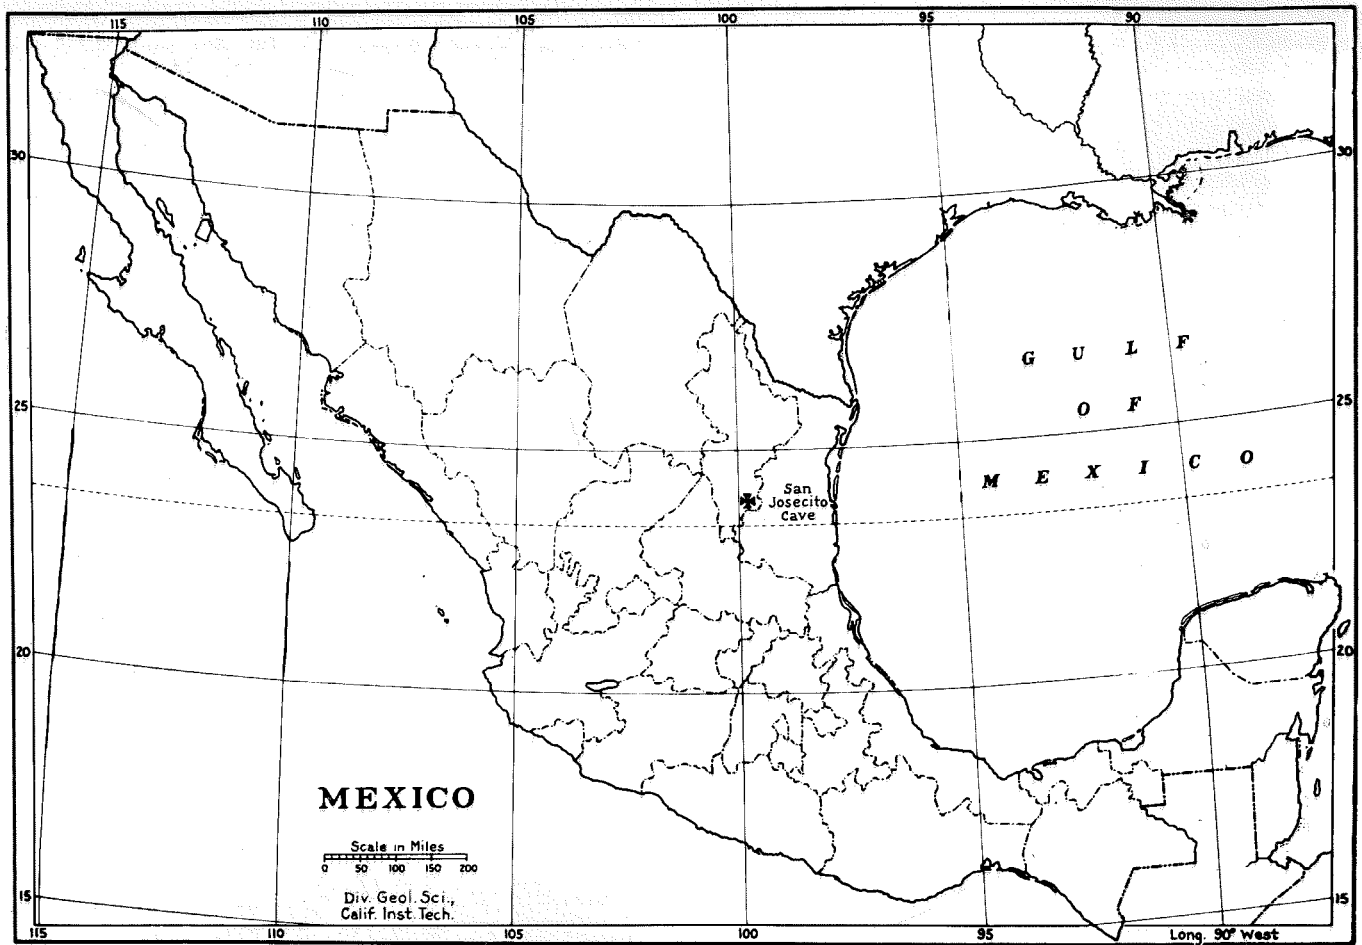 115 110 105 100 95 90
30 30
G U L F
25 25
O F
M E X I C O
San
Josecito
Cave
20 20
MEXICO
Scale in Miles
0 50 100 150 200
Div. Geol. Sci.,
Calif. Inst. Tech.
15 15
115 110 105 100 95 Long. 90° West